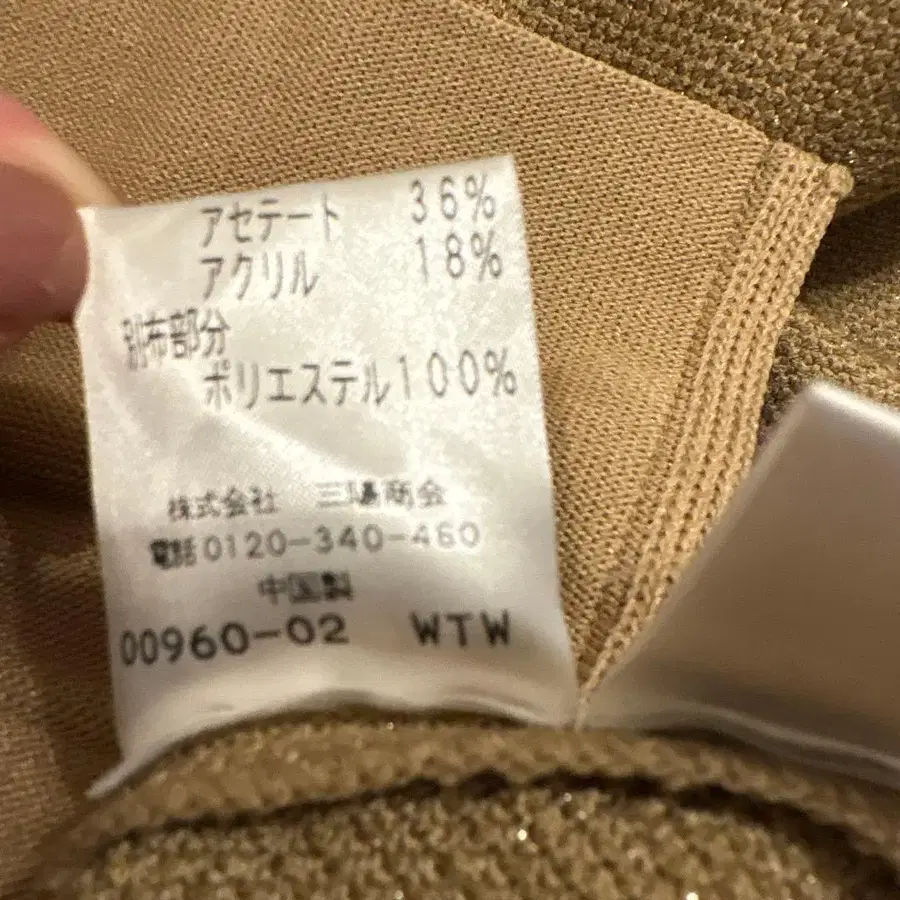 アセテート 36%
アクリル 18%
別布部分
ポリエステル100%
株式会社 三陽商会
電話0120-340-460
中国製
00960-02 WTW